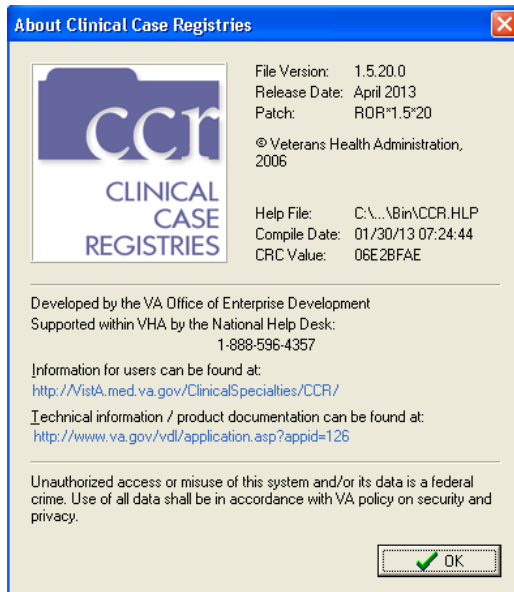 About Clinical Case Registries
ccr
CLINICAL
CASE
REGISTRIES
File Version: 1.5.20.0
Release Date: April 2013
Patch: ROR*1.5*20
© Veterans Health Administration,
2006
Help File: C:\...\Bin\CCR.HLP
Compile Date: 01/30/13 07:24:44
CRC Value: 06E2BFAE
Developed by the VA Office of Enterprise Development
Supported within VHA by the National Help Desk:
1-888-596-4357
Information for users can be found at:
http://VistA.med.va.gov/ClinicalSpecialties/CCR/
Technical information / product documentation can be found at:
http://www.va.gov/vdl/application.asp?appid=126
Unauthorized access or misuse of this system and/or its data is a federal
crime. Use of all data shall be in accordance with VA policy on security and
privacy.
OK